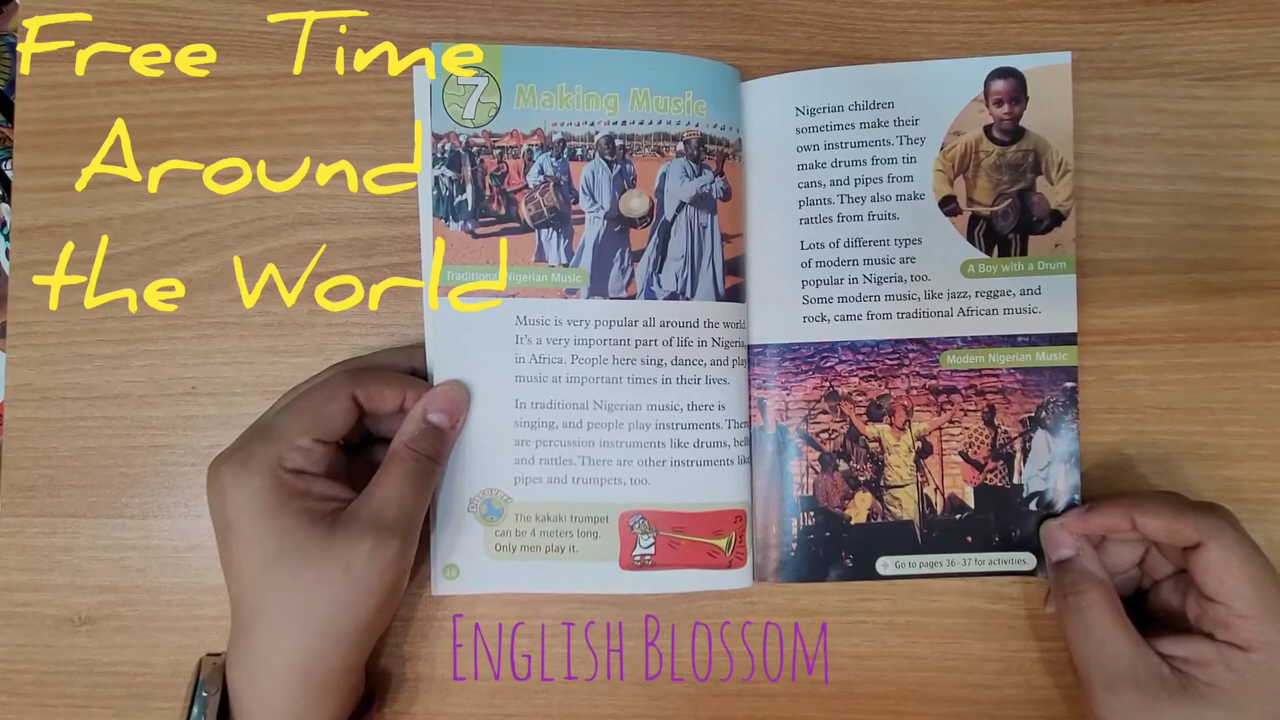 Free Time
Around
the World
7
Making Music
Traditional Nigerian Music
Music is very popular all around the world.
It's a very important part of life in Nigeria,
in Africa. People here sing, dance, and play
music at important times in their lives.
In traditional Nigerian music, there is
singing, and people play instruments. There
are percussion instruments like drums, bells
and rattles. There are other instruments like
pipes and trumpets, too.
Discover!
The kakaki trumpet
can be 4 meters long.
Only men play it.
16
Nigerian children
sometimes make their
own instruments. They
make drums from tin
cans, and pipes from
plants. They also make
rattles from fruits.
A Boy with a Drum
Lots of different types
of modern music are
popular in Nigeria, too.
Some modern music, like jazz, reggae, and
rock, came from traditional African music.
Modern Nigerian Music
Go to pages 36–37 for activities.
English Blossom